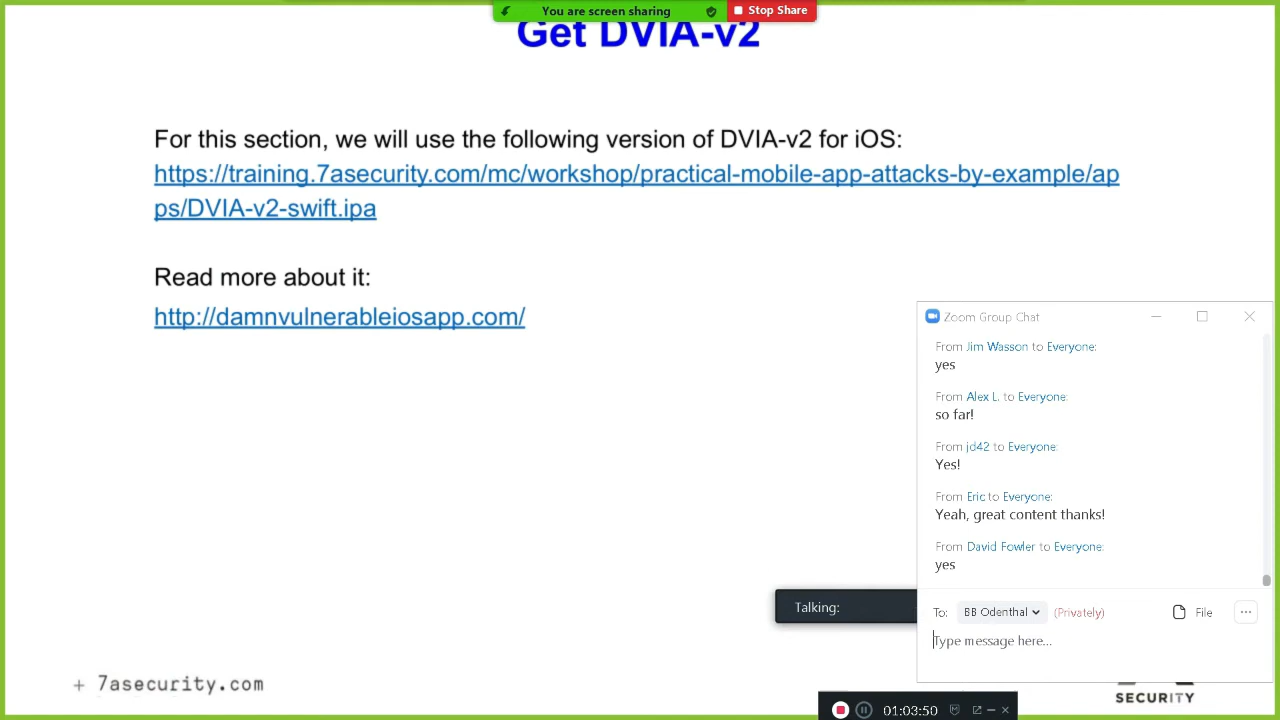 You are screen sharing
Stop Share
Get DVIA-v2
For this section, we will use the following version of DVIA-v2 for iOS:
https://training.7asecurity.com/mc/workshop/practical-mobile-app-attacks-by-example/ap
ps/DVIA-v2-swift.ipa
Read more about it:
http://damnvulnerableiosapp.com/
Zoom Group Chat
From Jim Wasson to Everyone:
yes
From Alex L. to Everyone:
so far!
From jd42 to Everyone:
Yes!
From Eric to Everyone:
Yeah, great content thanks!
From David Fowler to Everyone:
yes
Talking:
To: BB Odenthal (Privately) File
Type message here...
+ 7asecurity.com
SECURITY
01:03:50